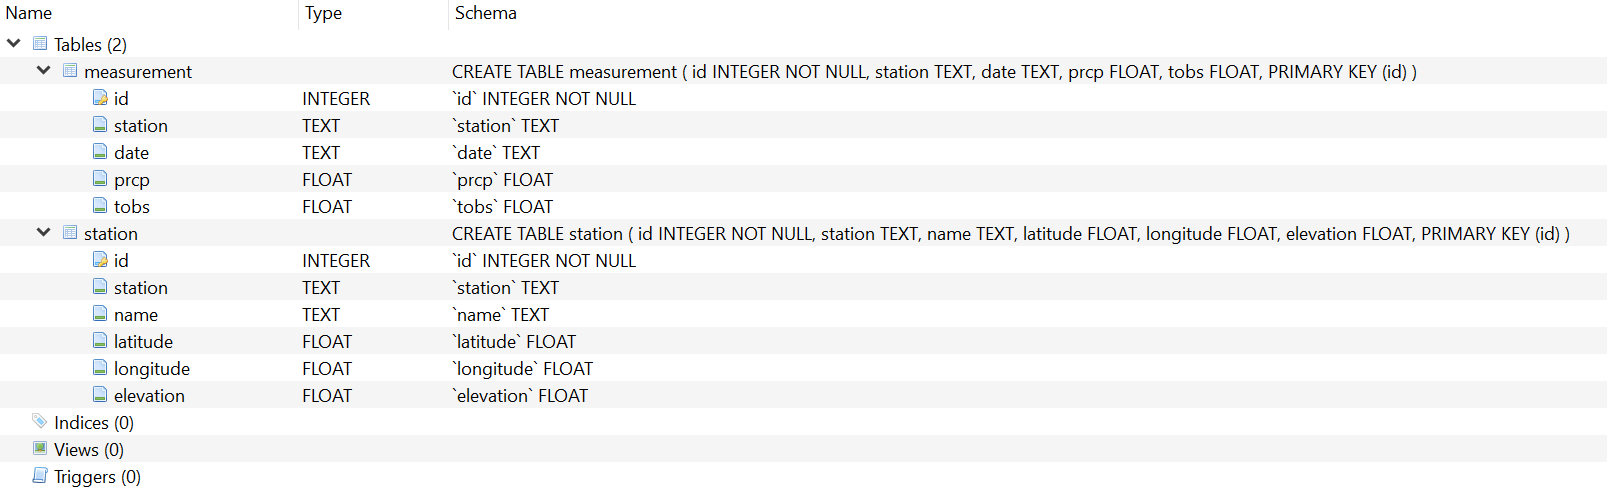 Name Type Schema
Tables (2)
measurement CREATE TABLE measurement ( id INTEGER NOT NULL, station TEXT, date TEXT, prcp FLOAT, tobs FLOAT, PRIMARY KEY (id) )
id INTEGER `id` INTEGER NOT NULL
station TEXT `station` TEXT
date TEXT `date` TEXT
prcp FLOAT `prcp` FLOAT
tobs FLOAT `tobs` FLOAT
station CREATE TABLE station ( id INTEGER NOT NULL, station TEXT, name TEXT, latitude FLOAT, longitude FLOAT, elevation FLOAT, PRIMARY KEY (id) )
id INTEGER `id` INTEGER NOT NULL
station TEXT `station` TEXT
name TEXT `name` TEXT
latitude FLOAT `latitude` FLOAT
longitude FLOAT `longitude` FLOAT
elevation FLOAT `elevation` FLOAT
Indices (0)
Views (0)
Triggers (0)